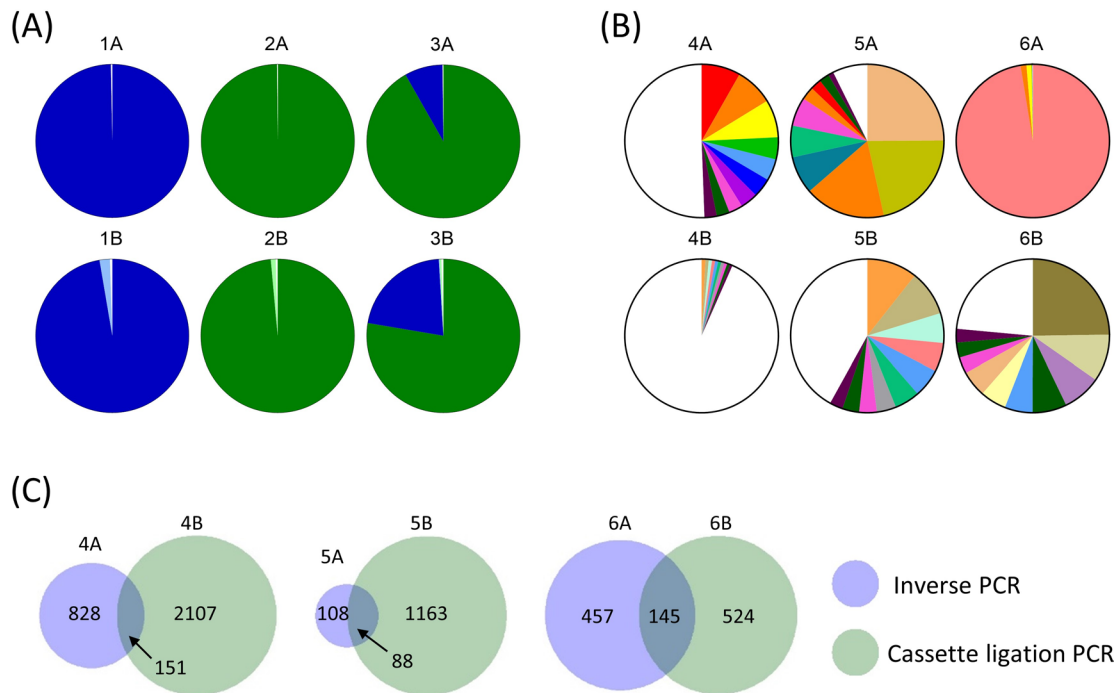 (A)
(B)
1A 2A 3A
4A 5A 6A
1B 2B 3B
4B 5B 6B
(C)
4A 4B
5A 5B
6A 6B
828 2107
151
108 1163
88
457 145 524
Inverse PCR
Cassette ligation PCR